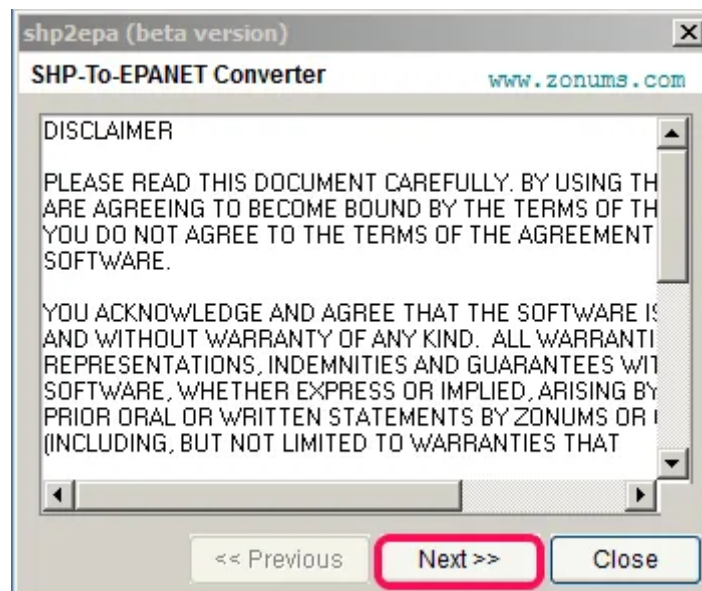 shp2epa (beta version)
SHP-To-EPANET Converter
www.zonums.com
DISCLAIMER
PLEASE READ THIS DOCUMENT CAREFULLY. BY USING TH
ARE AGREEING TO BECOME BOUND BY THE TERMS OF TH
YOU DO NOT AGREE TO THE TERMS OF THE AGREEMENT
SOFTWARE.
YOU ACKNOWLEDGE AND AGREE THAT THE SOFTWARE IS
AND WITHOUT WARRANTY OF ANY KIND. ALL WARRANTI
REPRESENTATIONS, INDEMNITIES AND GUARANTEES WIT
SOFTWARE, WHETHER EXPRESS OR IMPLIED, ARISING BY
PRIOR ORAL OR WRITTEN STATEMENTS BY ZONUMS OR
(INCLUDING, BUT NOT LIMITED TO WARRANTIES THAT
<< Previous
Next >>
Close